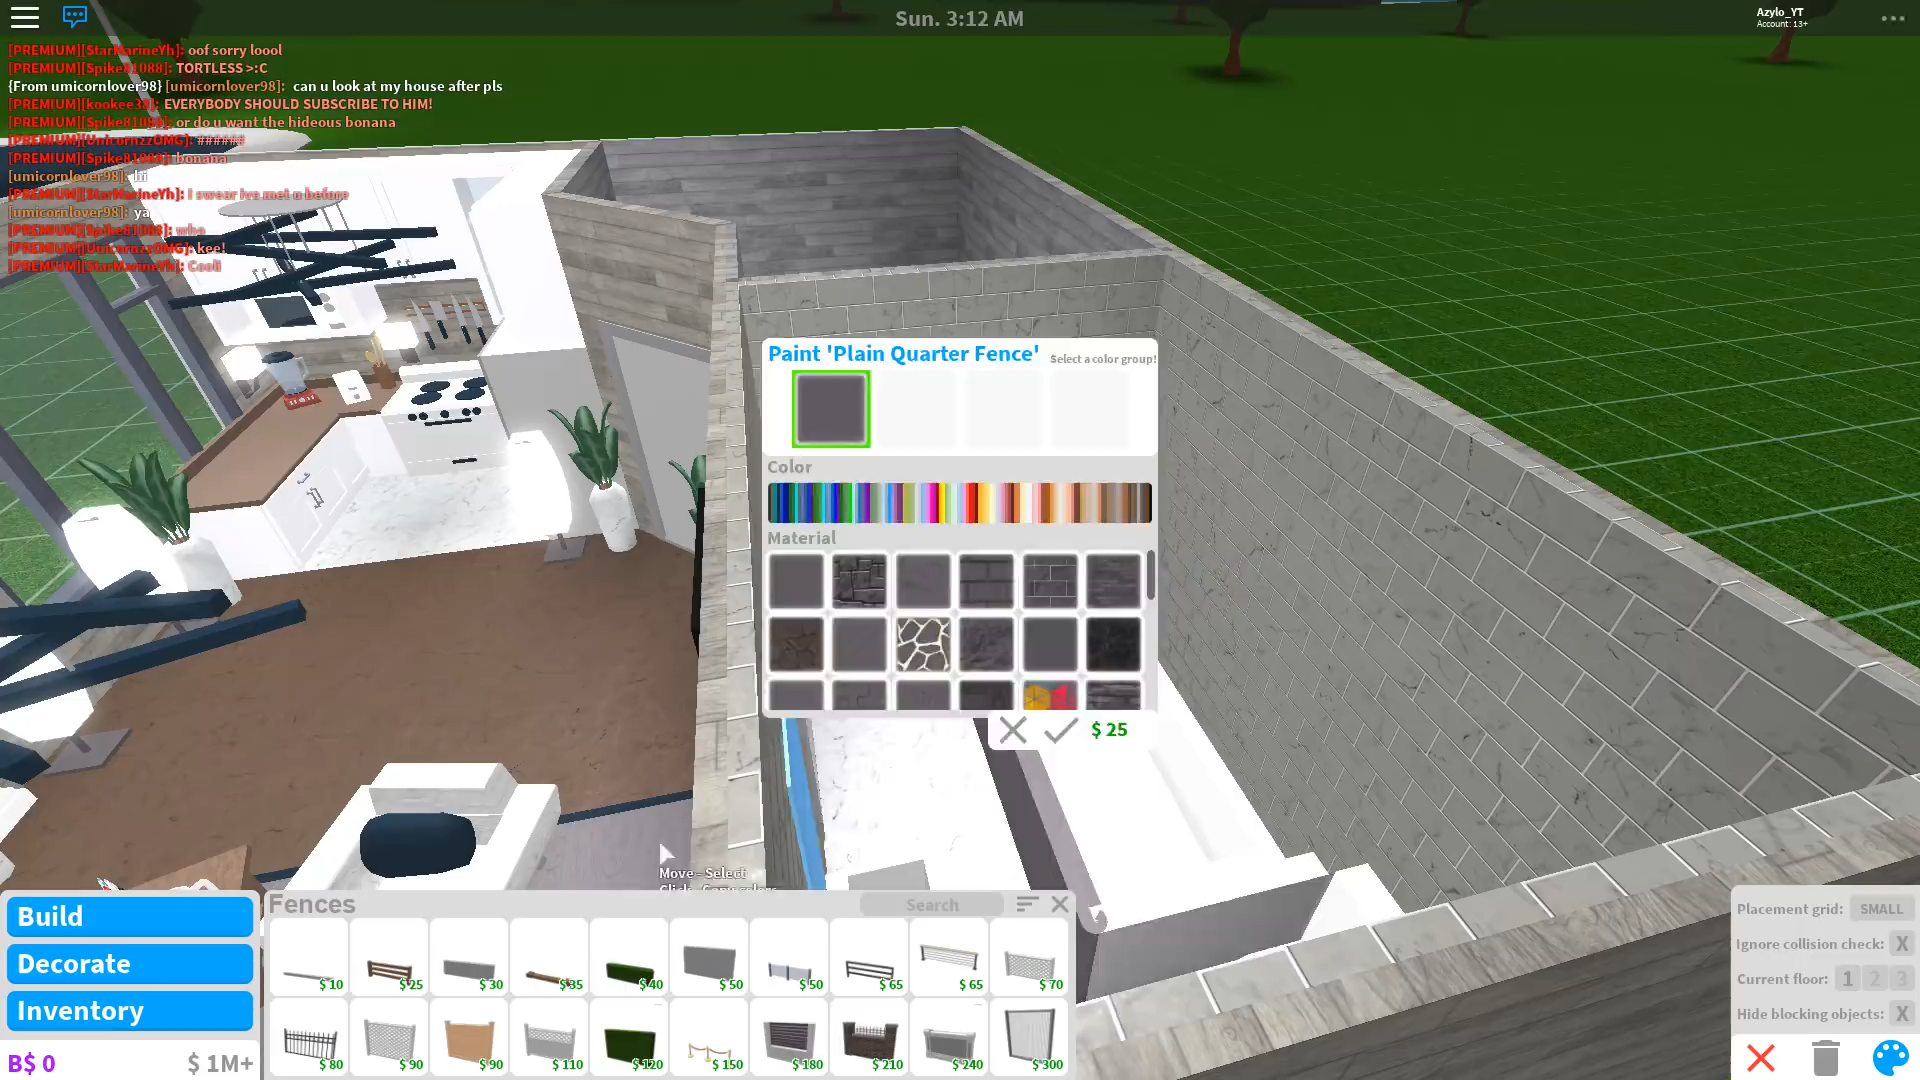 Sun. 3:12 AM
Azylo_YT
Account: 13+
[PREMIUM][StarMarineYh]: oof sorry loool
[PREMIUM][Spike81088]: TORTLESS >:C
{From umicornlover98} [umicornlover98]: can u look at my house after pls
[PREMIUM][kookee38]: EVERYBODY SHOULD SUBSCRIBE TO HIM!
[PREMIUM][Spike81088]: or do u want the hideous bonana
[PREMIUM][UnicornzzOMG]: ######
[PREMIUM][Spike81088]: bonana
[umicornlover98]: hi
[PREMIUM][StarMarineYh]: I swear ive met u before
[umicornlover98]: ya
[PREMIUM][Spike81088]: who
[PREMIUM][UnicornzzOMG]: kee!
[PREMIUM][StarMarineYh]: Cooli
Paint 'Plain Quarter Fence' Select a color group!
Color
Material
$ 25
Move - Select
Click - Copy colors
Build
Decorate
Inventory
B$ 0 $ 1M+
Fences Search
$ 10 $ 25 $ 30 $ 35 $ 40 $ 50 $ 50 $ 65 $ 65 $ 70
$ 80 $ 90 $ 90 $ 110 $ 120 $ 150 $ 180 $ 210 $ 240 $ 300
Placement grid: SMALL
Ignore collision check: X
Current floor: 1 2 3
Hide blocking objects: X